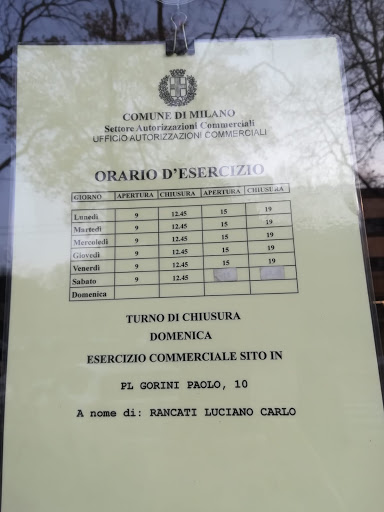 COMUNE DI MILANO
Settore Autorizzazioni Commerciali
UFFICIO AUTORIZZAZIONI COMMERCIALI
ORARIO D'ESERCIZIO
GIORNO APERTURA CHIUSURA APERTURA CHIUSURA
Lunedì 9 12.45 15 19
Martedì 9 12.45 15 19
Mercoledì 9 12.45 15 19
Giovedì 9 12.45 15 19
Venerdì 9 12.45 15 19
Sabato 9 12.45
Domenica
TURNO DI CHIUSURA
DOMENICA
ESERCIZIO COMMERCIALE SITO IN
PL GORINI PAOLO, 10
A nome di: RANCATI LUCIANO CARLO